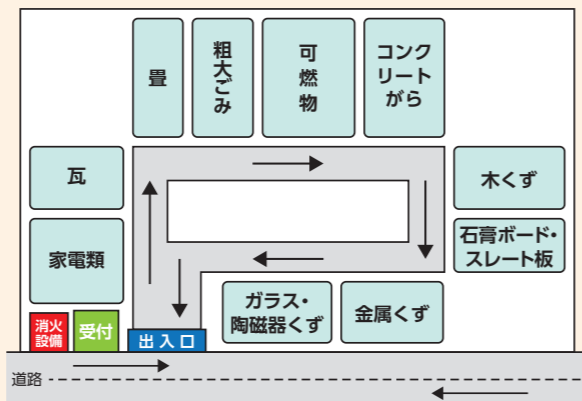 畳
粗大ごみ
可燃物
コンク
リート
がら
瓦
木くず
家電類
石膏ボード・
スレート板
ガラス・
陶磁器くず
金属くず
消火
設備
受付
出入口
道路